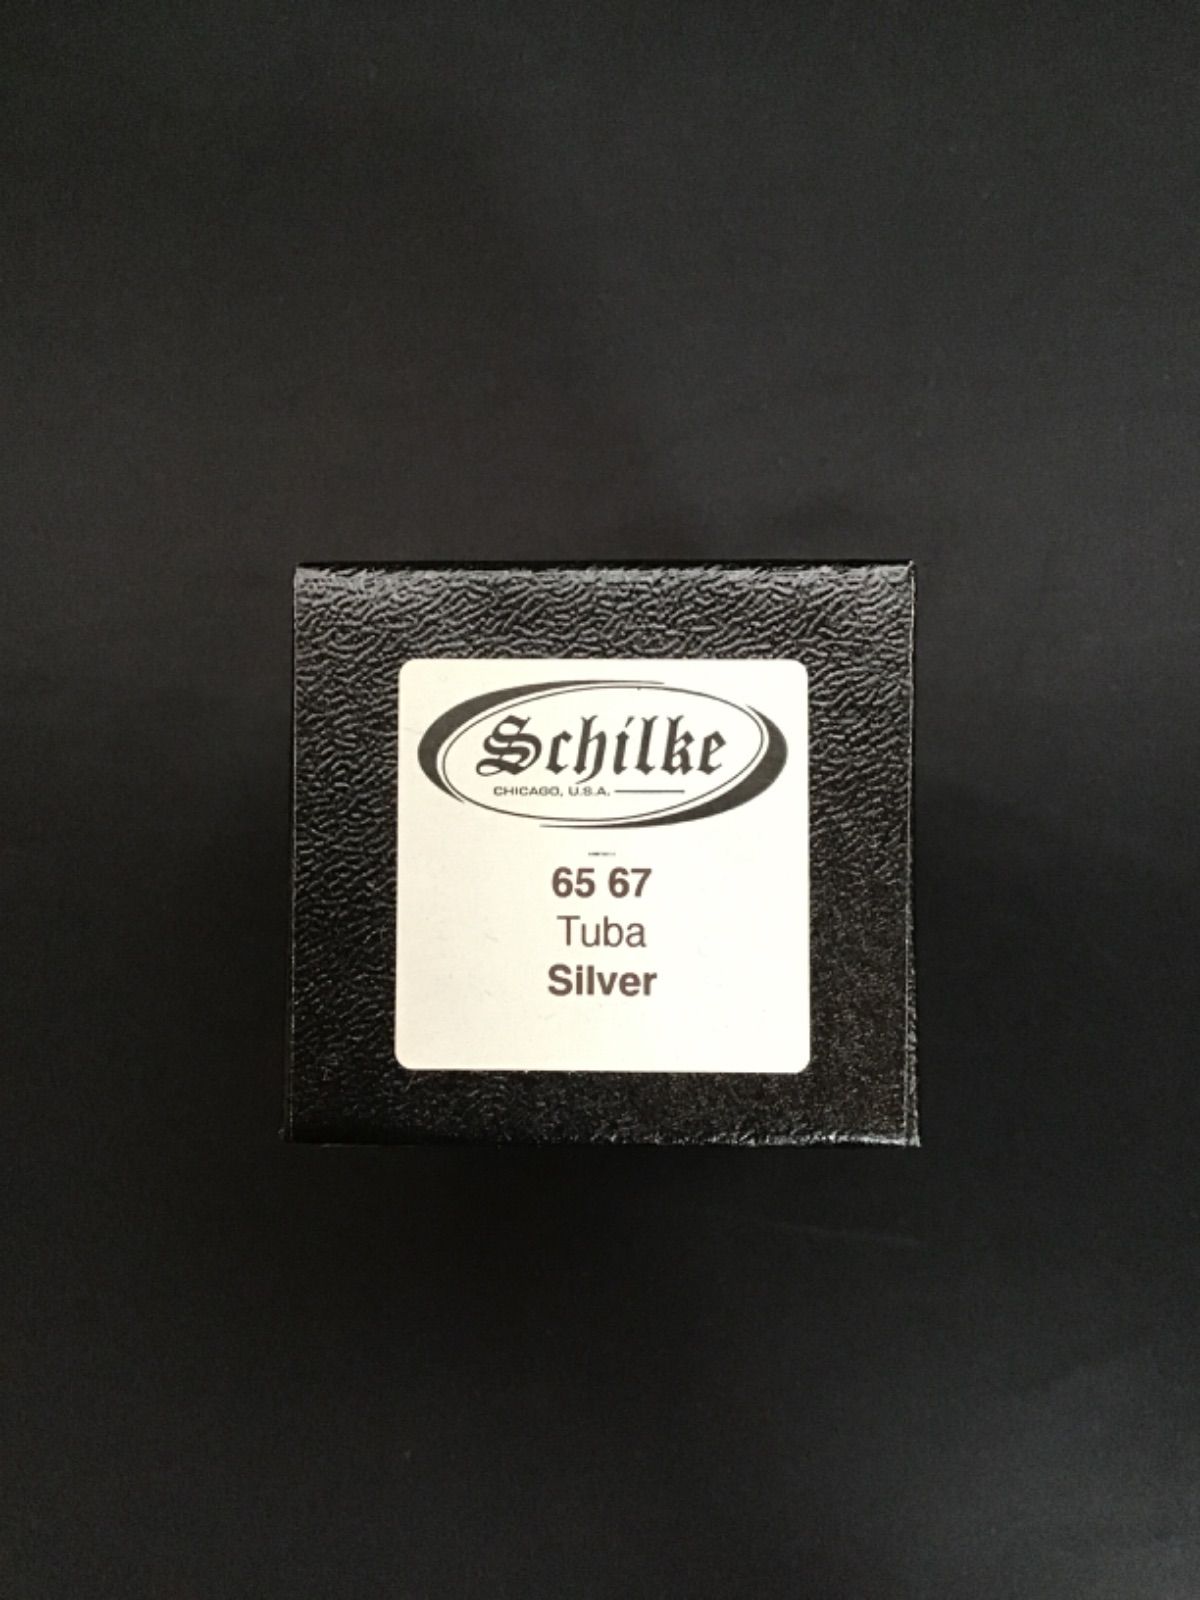 Schilke
CHICAGO, U.S.A.
65 67
Tuba
Silver